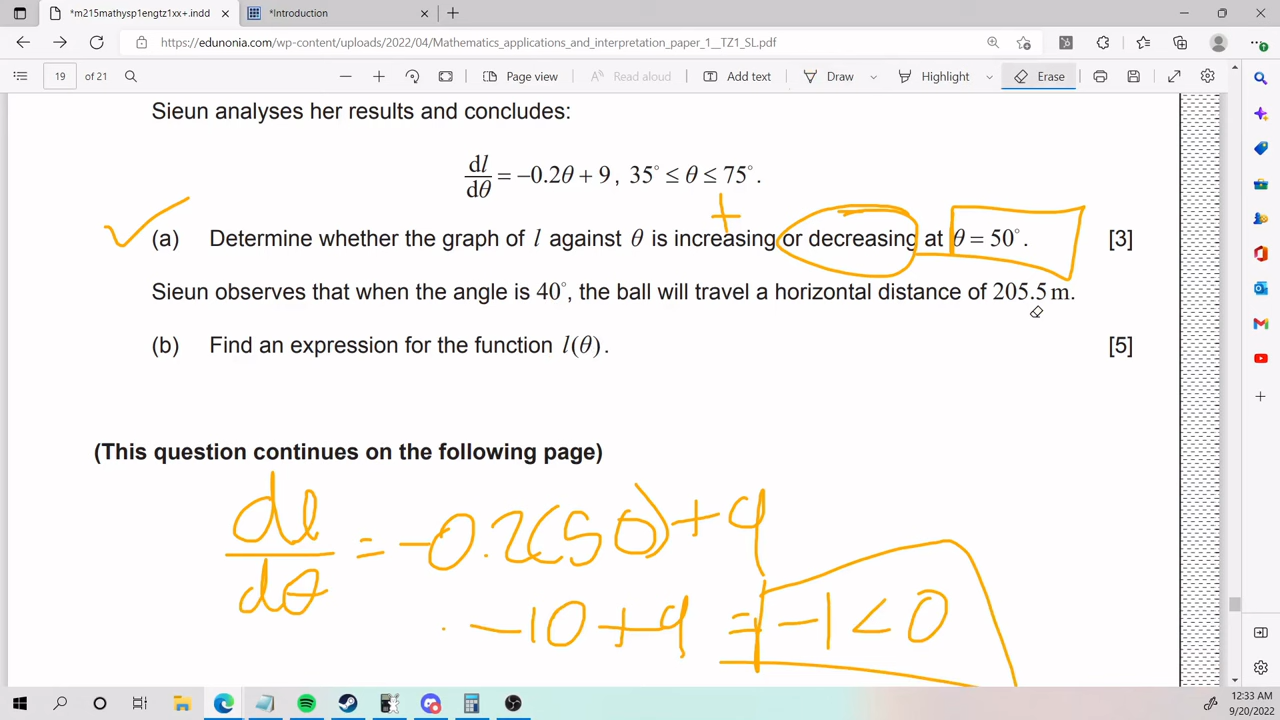 *m215mathysp1engtz1xx+.indd
*Introduction
https://edunonia.com/wp-content/uploads/2022/04/Mathematics_applications_and_interpretation_paper_1__TZ1_SL.pdf
19 of 21
Page view
Read aloud
Add text
Draw
Highlight
Erase
Sieun analyses her results and concludes:
dl/dθ = −0.2θ + 9, 35° ≤ θ ≤ 75°.
+
(a) Determine whether the graph of l against θ is increasing or decreasing at θ = 50°. [3]
Sieun observes that when the angle is 40°, the ball will travel a horizontal distance of 205.5 m.
(b) Find an expression for the function l(θ). [5]
(This question continues on the following page)
dl/dθ = −0.2(50) + 9
−10 + 9 = −1 < 0
12:33 AM
9/20/2022